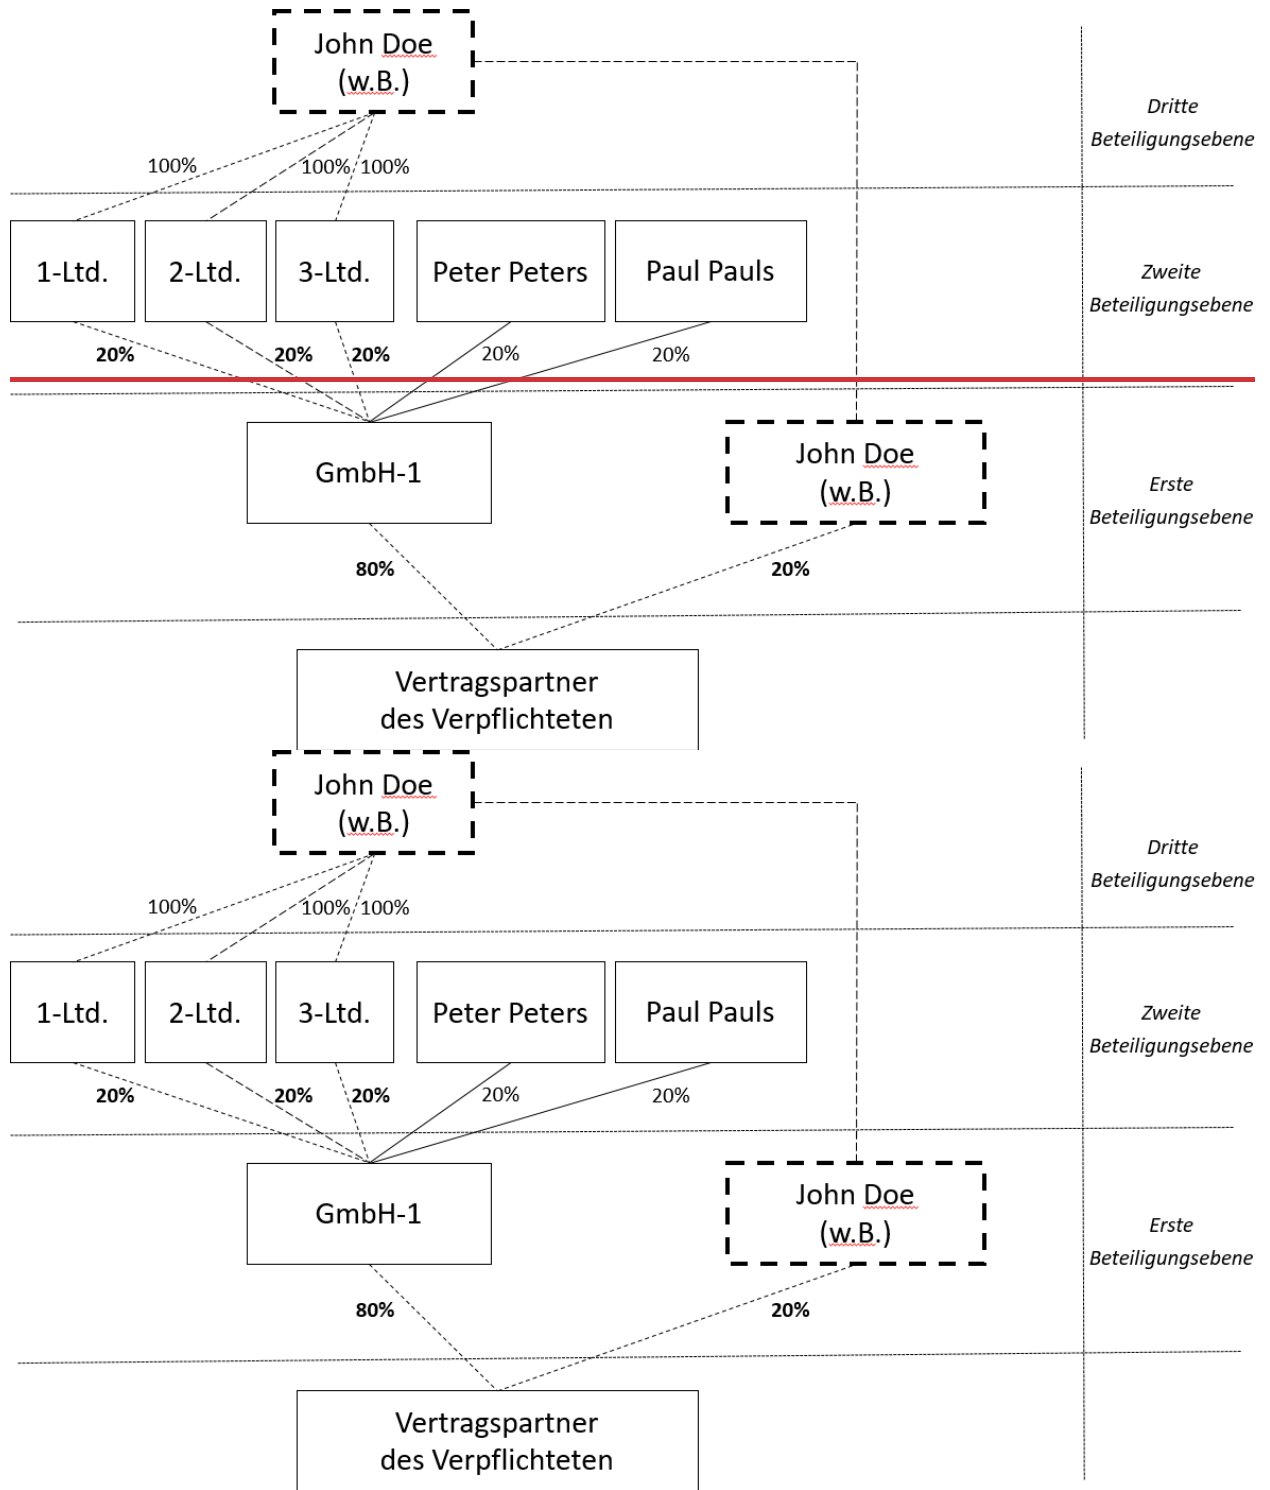 John Doe
(w.B.)
Dritte
Beteiligungsebene
100% 100% 100%
1-Ltd. 2-Ltd. 3-Ltd. Peter Peters Paul Pauls
Zweite
Beteiligungsebene
20% 20% 20% 20% 20%
GmbH-1
John Doe
(w.B.)
Erste
Beteiligungsebene
80% 20%
Vertragspartner
des Verpflichteten
John Doe
(w.B.)
Dritte
Beteiligungsebene
100% 100% 100%
1-Ltd. 2-Ltd. 3-Ltd. Peter Peters Paul Pauls
Zweite
Beteiligungsebene
20% 20% 20% 20% 20%
GmbH-1
John Doe
(w.B.)
Erste
Beteiligungsebene
80% 20%
Vertragspartner
des Verpflichteten